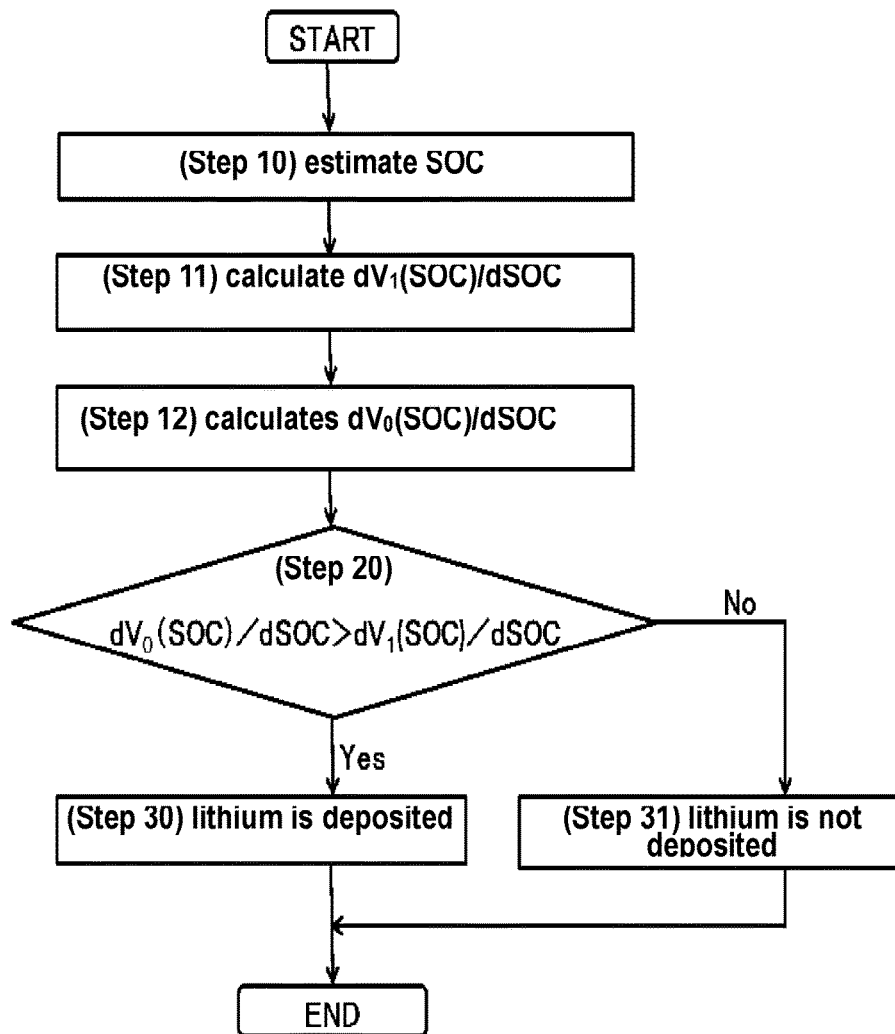 START
(Step 10) estimate SOC
(Step 11) calculate dV₁(SOC)/dSOC
(Step 12) calculates dV₀(SOC)/dSOC
(Step 20)
dV₀(SOC)/dSOC>dV₁(SOC)/dSOC
No
Yes
(Step 30) lithium is deposited
(Step 31) lithium is not
deposited
END